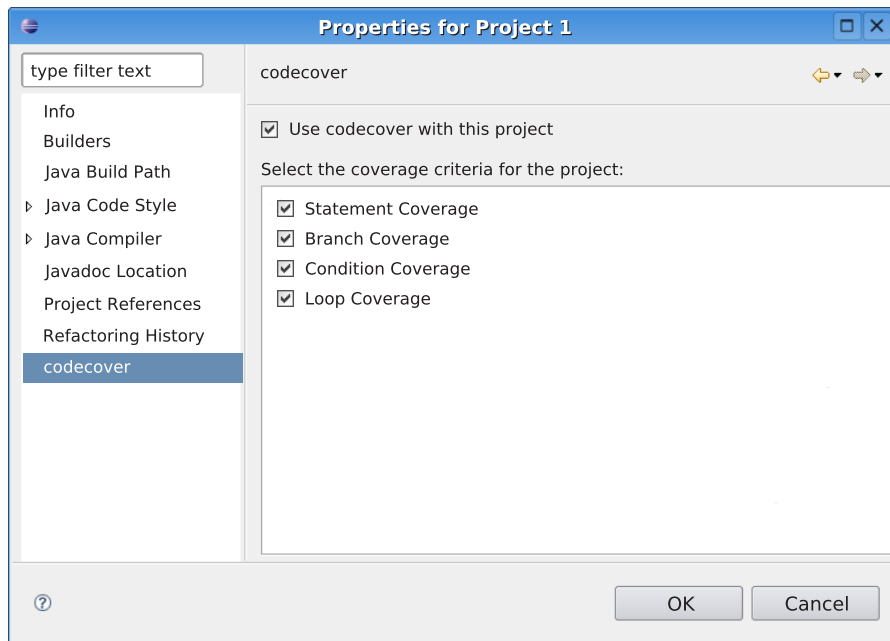 Properties for Project 1
type filter text
Info
Builders
Java Build Path
Java Code Style
Java Compiler
Javadoc Location
Project References
Refactoring History
codecover
codecover
Use codecover with this project
Select the coverage criteria for the project:
Statement Coverage
Branch Coverage
Condition Coverage
Loop Coverage
?
OK
Cancel